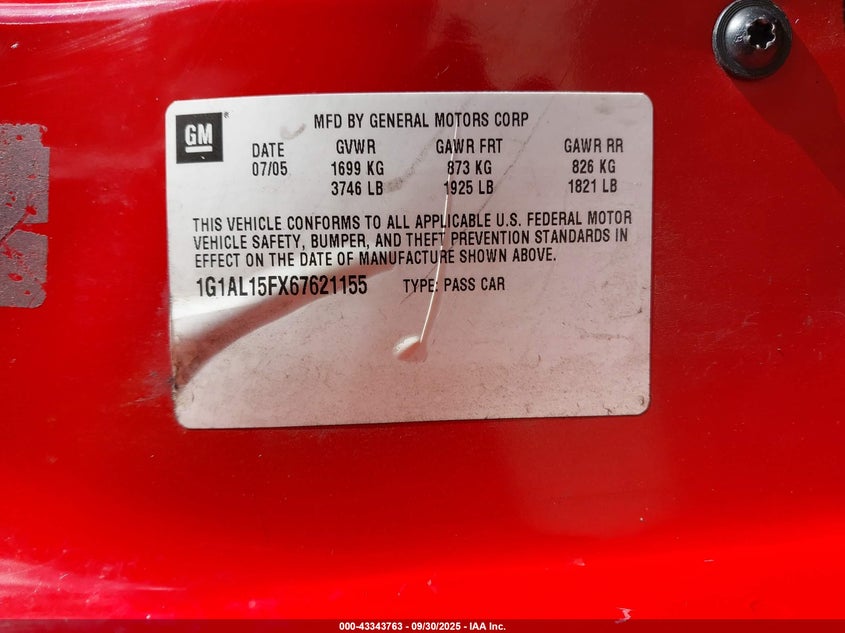 GM®
MFD BY GENERAL MOTORS CORP
DATE GVWR GAWR FRT GAWR RR
07/05 1699 KG 873 KG 826 KG
3746 LB 1925 LB 1821 LB
THIS VEHICLE CONFORMS TO ALL APPLICABLE U.S. FEDERAL MOTOR
VEHICLE SAFETY, BUMPER, AND THEFT PREVENTION STANDARDS IN
EFFECT ON THE DATE OF MANUFACTURE SHOWN ABOVE.
1G1AL15FX67621155 TYPE: PASS CAR
000-43343763 - 09/30/2025 - IAA Inc.